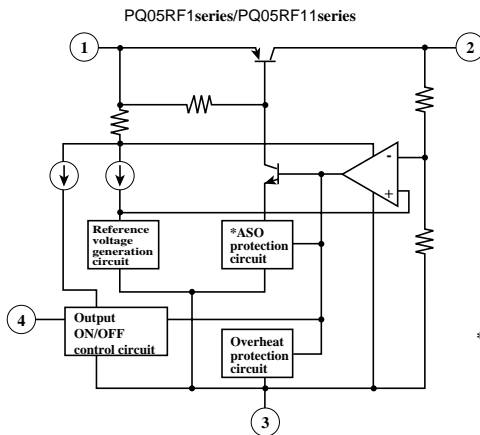 PQ05RF1series/PQ05RF11series
1
2
-
+
Reference
voltage
generation
circuit
*ASO
protection
circuit
4
Output
ON/OFF
control circuit
Overheat
protection
circuit
*
3